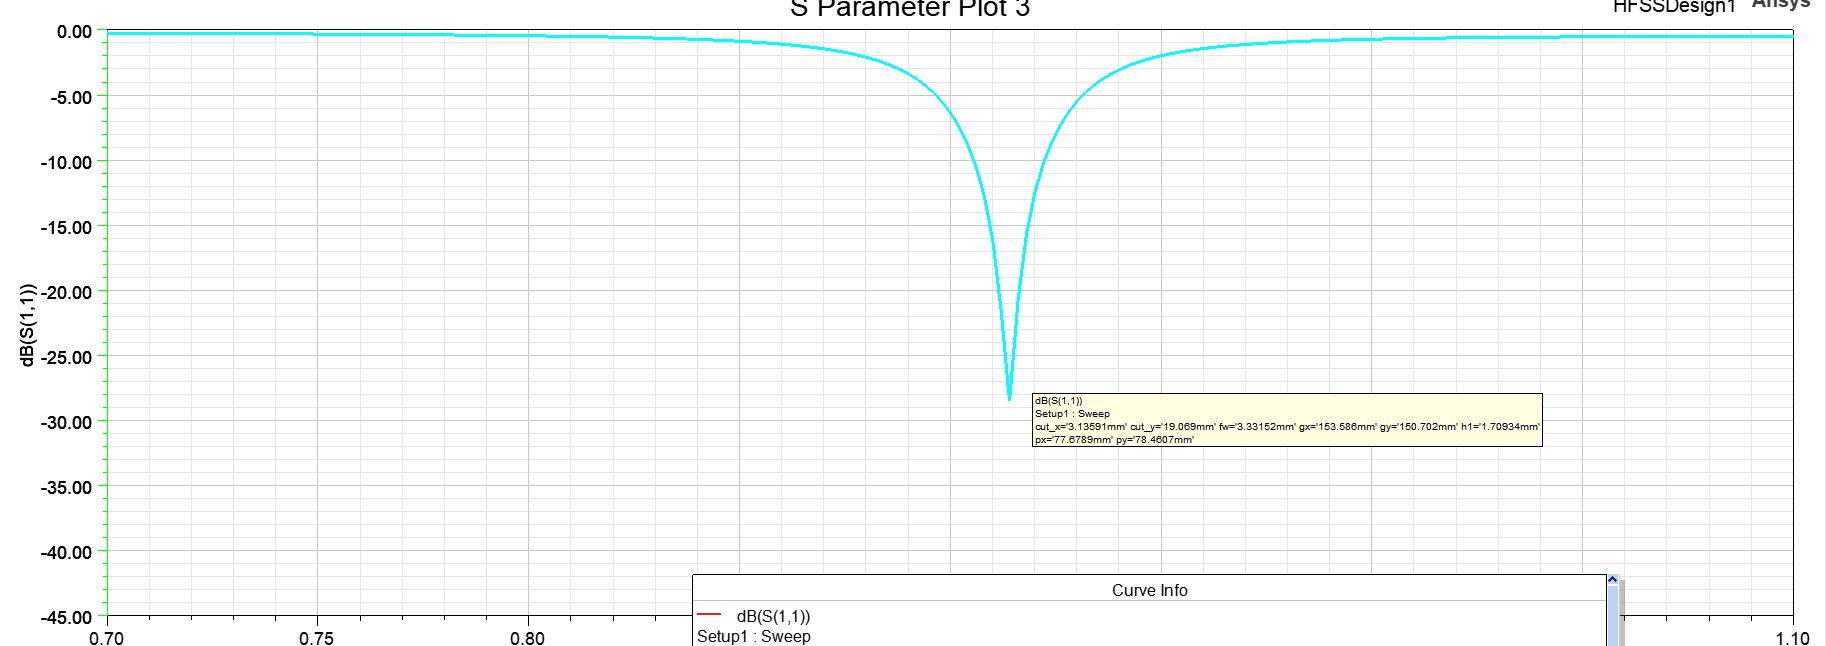 S Parameter Plot 3
HFSSDesign1
Ansys
0.00
-5.00
-10.00
-15.00
-20.00
-25.00
-30.00
-35.00
-40.00
-45.00
dB(S(1,1))
dB(S(1,1))
Setup1 : Sweep
cut_x='3.13591mm' cut_y='19.069mm' fw='3.33152mm' gx='153.586mm' gy='150.702mm' h1='1.70934mm'
px='77.6789mm' py='78.4607mm'
Curve Info
dB(S(1,1))
Setup1 : Sweep
0.70
0.75
0.80
1.10